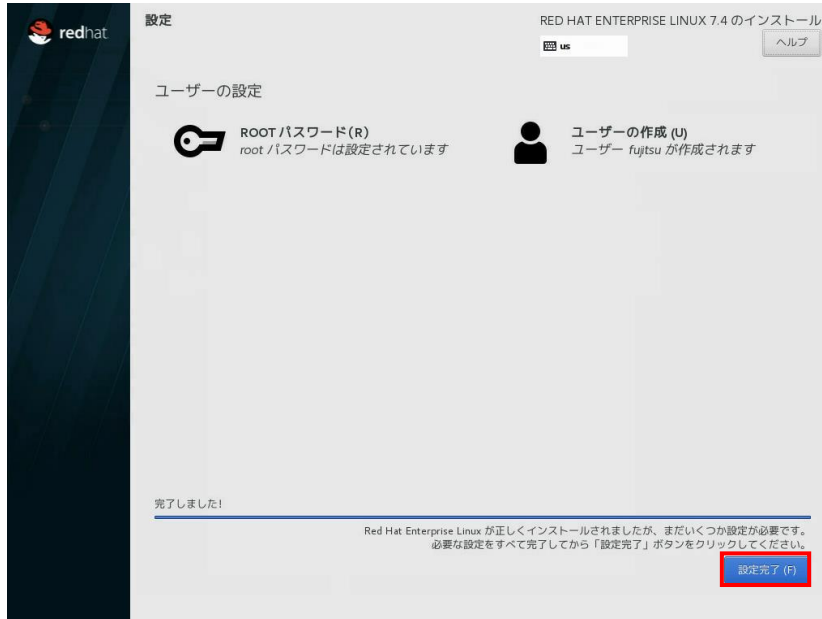 redhat
設定
RED HAT ENTERPRISE LINUX 7.4 のインストール
us
ヘルプ
ユーザーの設定
ROOT パスワード(R)
root パスワードは設定されています
ユーザーの作成 (U)
ユーザー fujitsu が作成されます
完了しました!
Red Hat Enterprise Linux が正しくインストールされましたが、まだいくつか設定が必要です。
必要な設定をすべて完了してから「設定完了」ボタンをクリックしてください。
設定完了 (F)